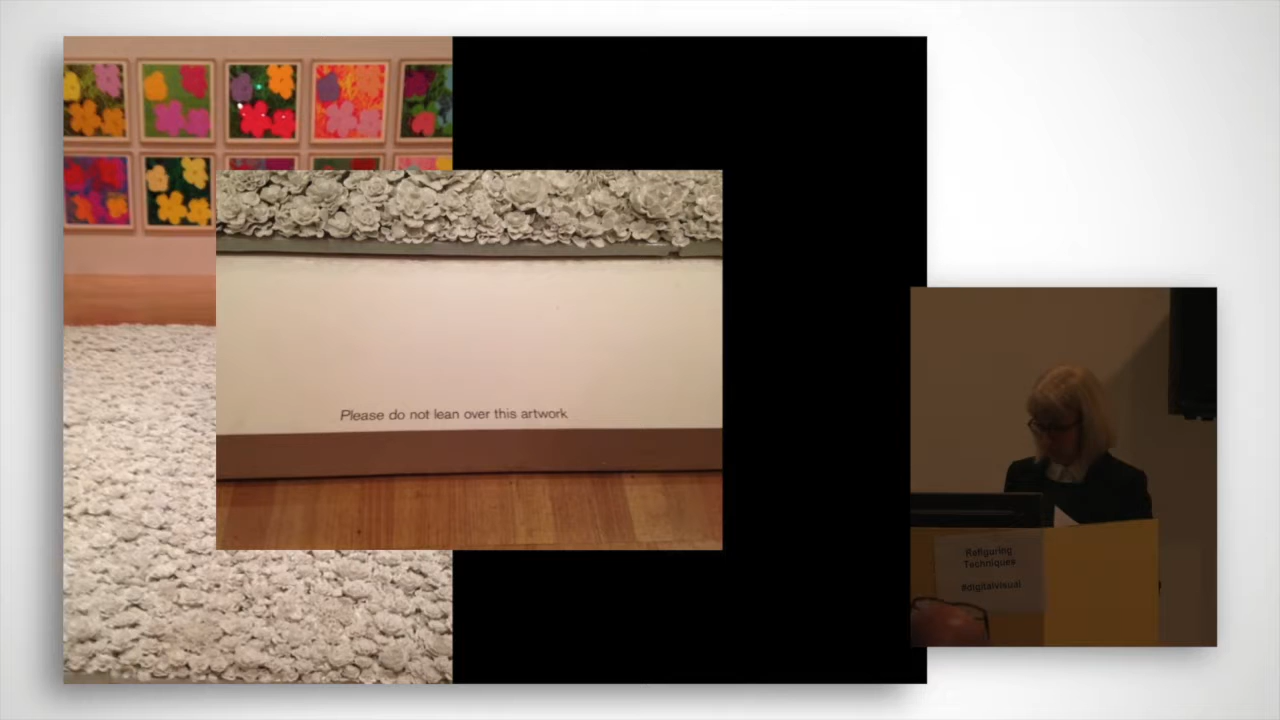 Please do not lean over this artwork
Refiguring
Techniques
#digitalvisual